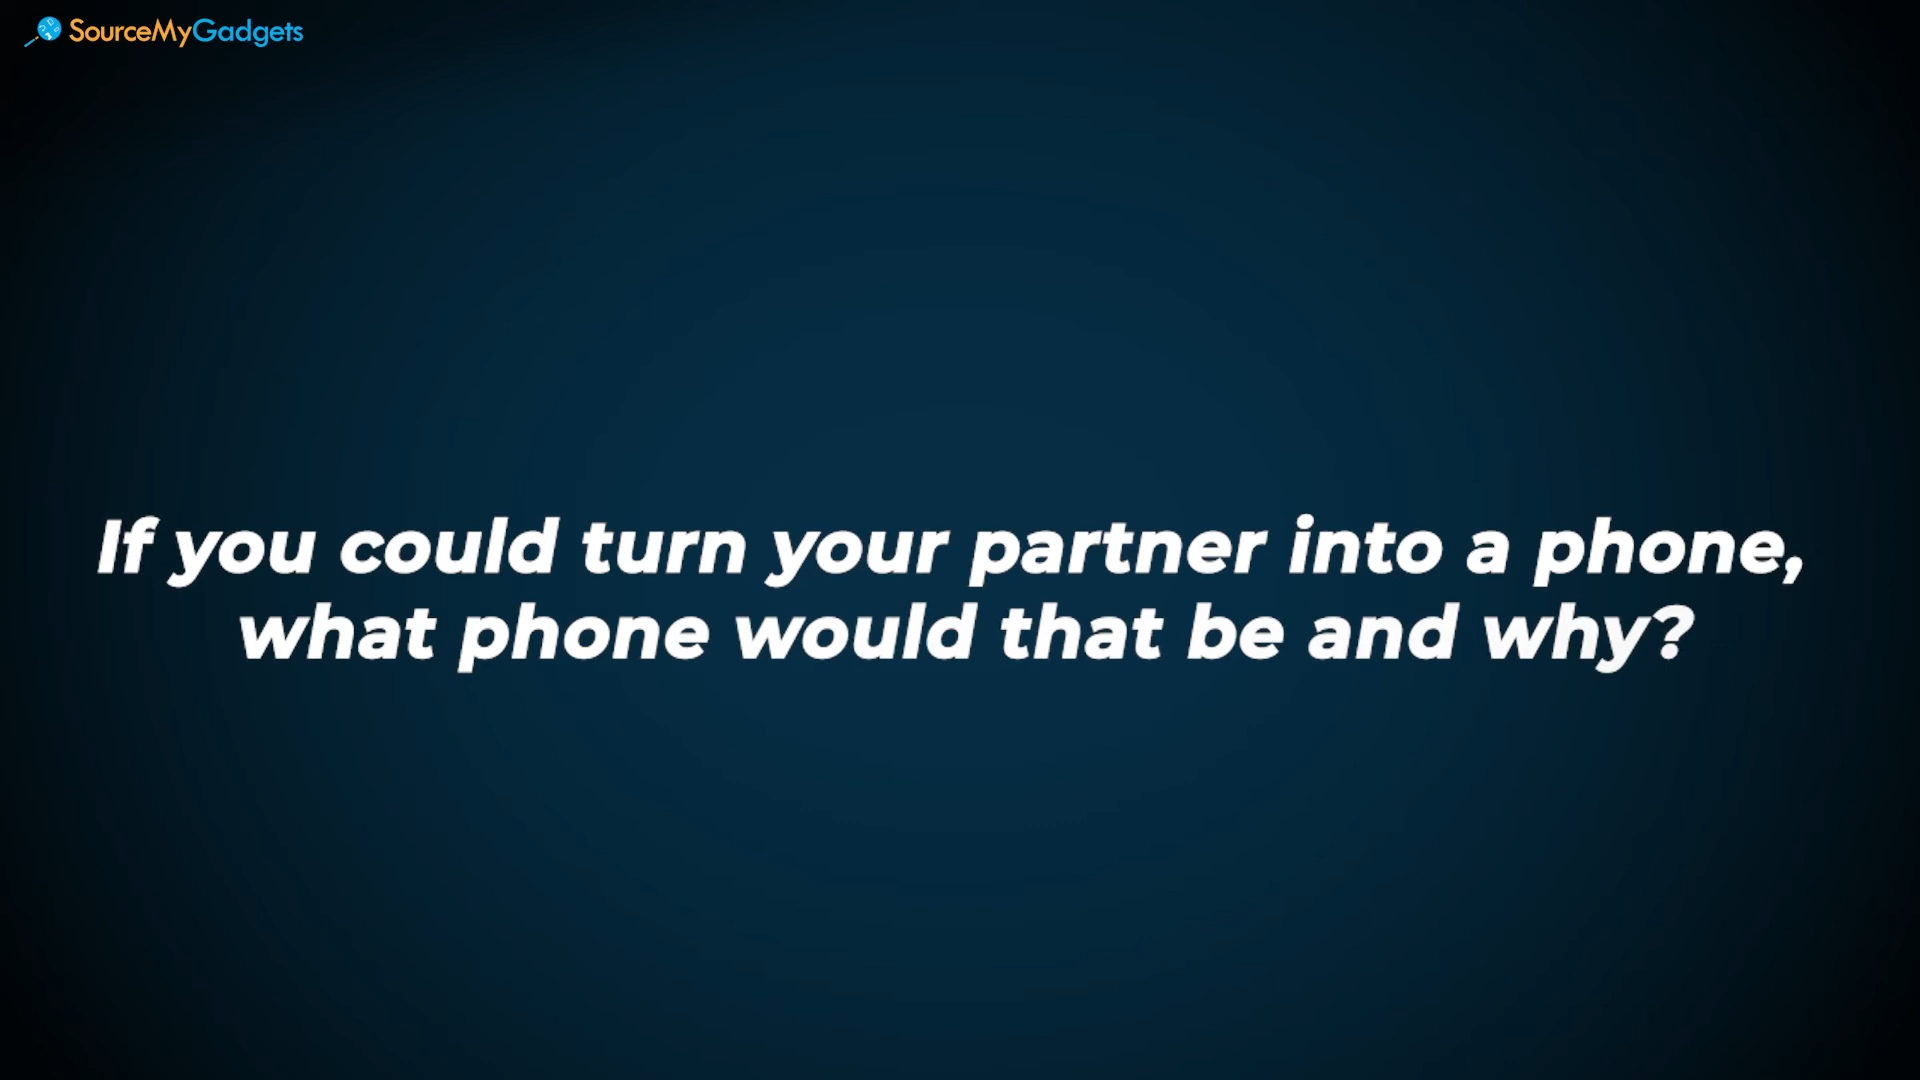 SourceMyGadgets
If you could turn your partner into a phone,
what phone would that be and why?